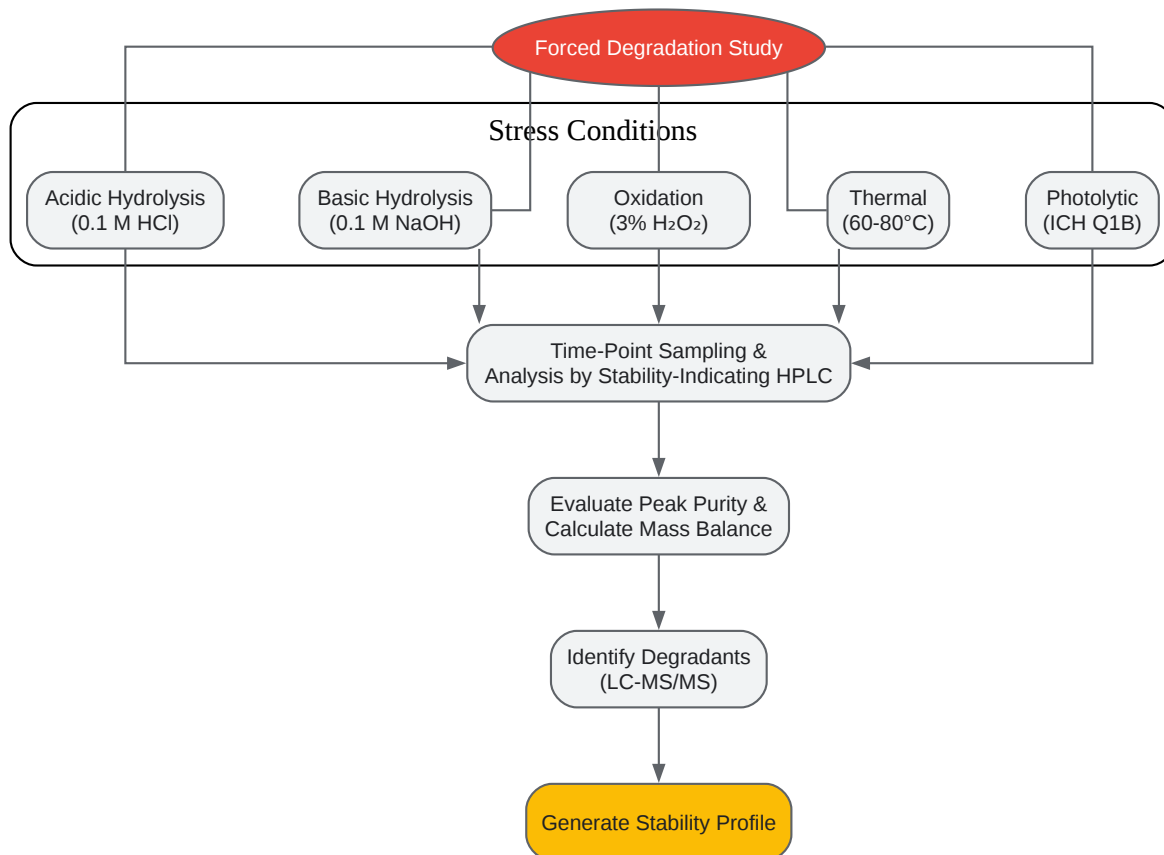 Forced Degradation Study
Stress Conditions
Acidic Hydrolysis
(0.1 M HCl)
Basic Hydrolysis
(0.1 M NaOH)
Oxidation
(3% H₂O₂)
Thermal
(60-80°C)
Photolytic
(ICH Q1B)
Time-Point Sampling &
Analysis by Stability-Indicating HPLC
Evaluate Peak Purity &
Calculate Mass Balance
Identify Degradants
(LC-MS/MS)
Generate Stability Profile